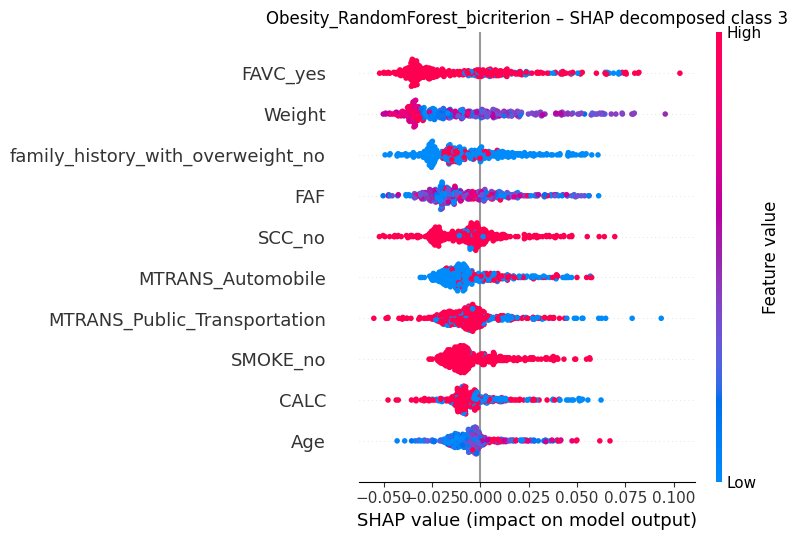 Obesity_RandomForest_bicriterion – SHAP decomposed class 3
High
FAVC_yes
Weight
family_history_with_overweight_no
FAF
SCC_no
MTRANS_Automobile
MTRANS_Public_Transportation
SMOKE_no
CALC
Age
Low
Feature value
−0.050 −0.025 0.000 0.025 0.050 0.075 0.100
SHAP value (impact on model output)